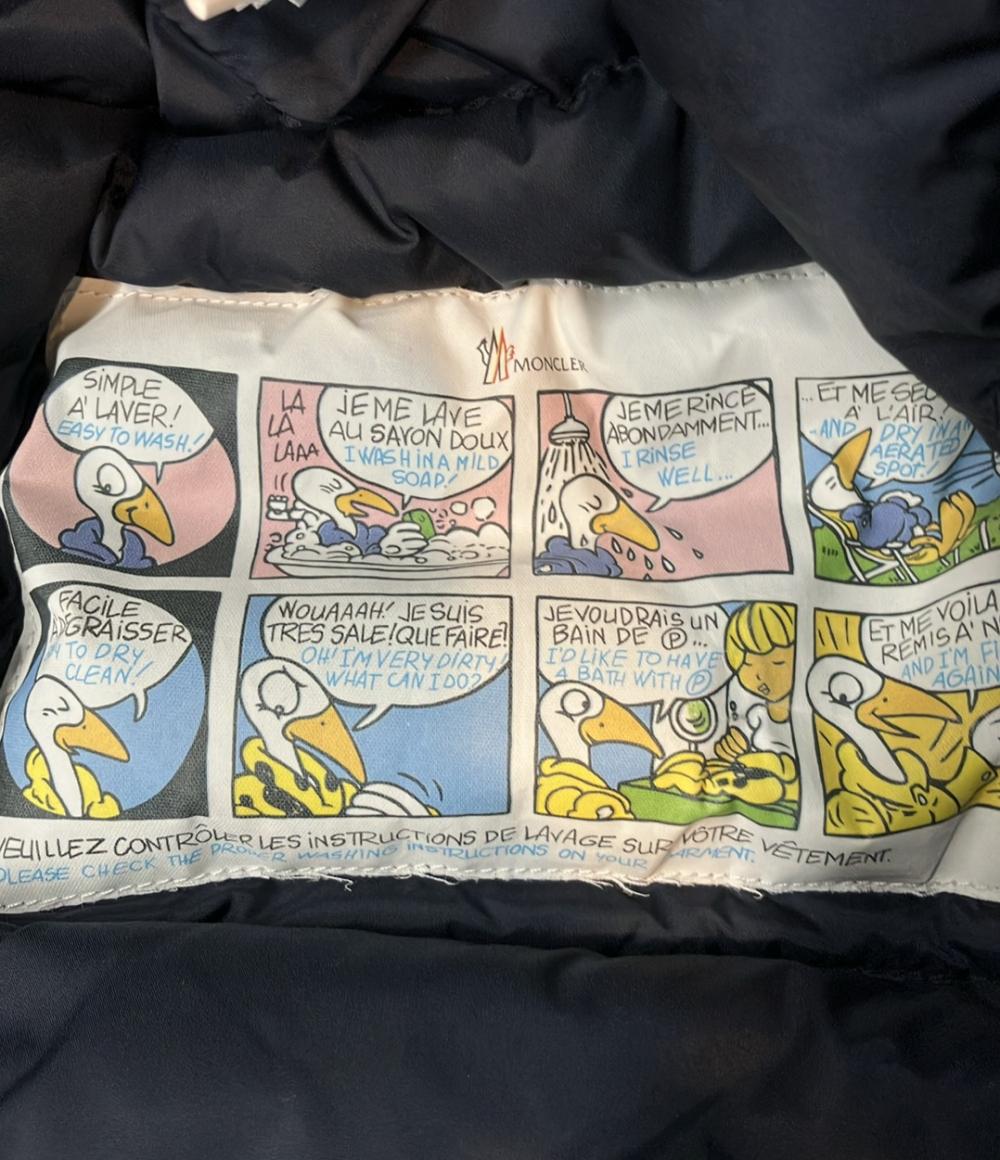 MONCLER
SIMPLE
A' LAVER!
EASY TO WASH!
LA
LA
LAAA
JE ME LAVE
AU SAVON DOUX
I WASH IN A MILD
SOAP!
JE ME RINCE
ABONDAMMENT...
I RINSE
WELL...
...ET ME
A' L'AIR!
-AND DRY IN
AERATED
SPOT!
FACILE
TO DRY
CLEAN!
WOUAAAH! JE SUIS
TRES SALE! QUE FAIRE?
OH! I'M VERY DIRTY!
WHAT CAN I DO?
JE VOUDRAIS UN
BAIN DE Ⓟ...
I'D LIKE TO HAVE
A BATH WITH Ⓟ
ET ME VOILA
REMIS A'
AND I'M
AGAIN
VEUILLEZ CONTRÔLER LES INSTRUCTIONS DE LAVAGE SUR VOTRE VÊTEMENT.
PLEASE CHECK THE PROPER WASHING INSTRUCTIONS ON YOUR GARMENT.